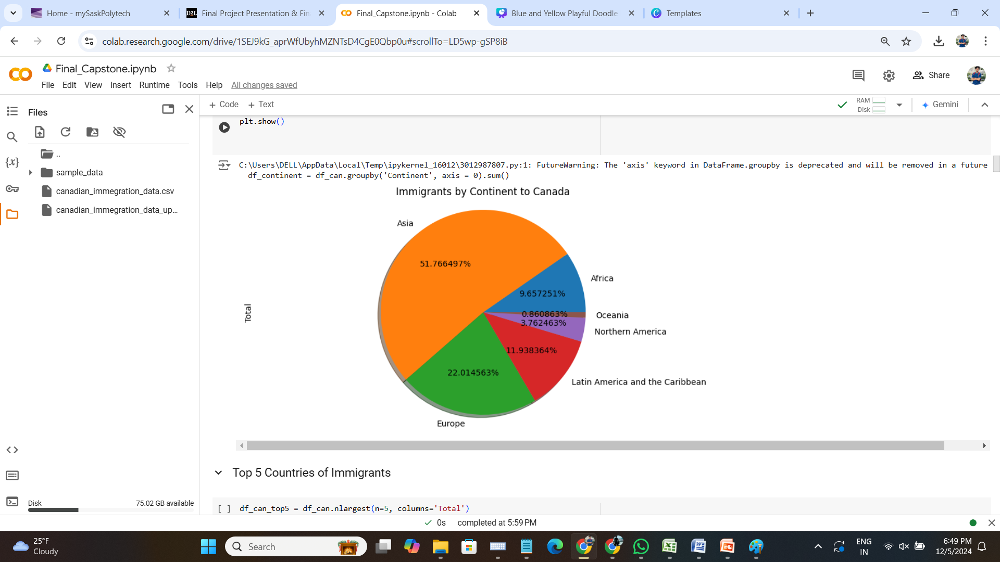 Home - mySaskPolytech
D2L Final Project Presentation & Fin
Final_Capstone.ipynb - Colab
Blue and Yellow Playful Doodle
Templates
colab.research.google.com/drive/1SEJ9kG_aprWfUbyhMZNTsD4CgE0Qbp0u#scrollTo=LD5wp-gSP8iB
Final_Capstone.ipynb
File Edit View Insert Runtime Tools Help All changes saved
Share
Files
+ Code + Text
RAM
Disk
Gemini
..
sample_data
canadian_immegration_data.csv
canadian_immegration_data_up...
{x}
Disk 75.02 GB available
plt.show()
C:\Users\DELL\AppData\Local\Temp\ipykernel_16012\3012987807.py:1: FutureWarning: The 'axis' keyword in DataFrame.groupby is deprecated and will be removed in a future
df_continent = df_can.groupby('Continent', axis = 0).sum()
Immigrants by Continent to Canada
Asia
51.766497%
Africa
9.657251%
Total
0.860863%
Oceania
3.762463%
Northern America
11.938364%
22.014563%
Latin America and the Caribbean
Europe
Top 5 Countries of Immigrants
[ ] df_can_top5 = df_can.nlargest(n=5, columns='Total')
0s completed at 5:59 PM
25°F
Cloudy
Search
ENG
IN
6:49 PM
12/5/2024